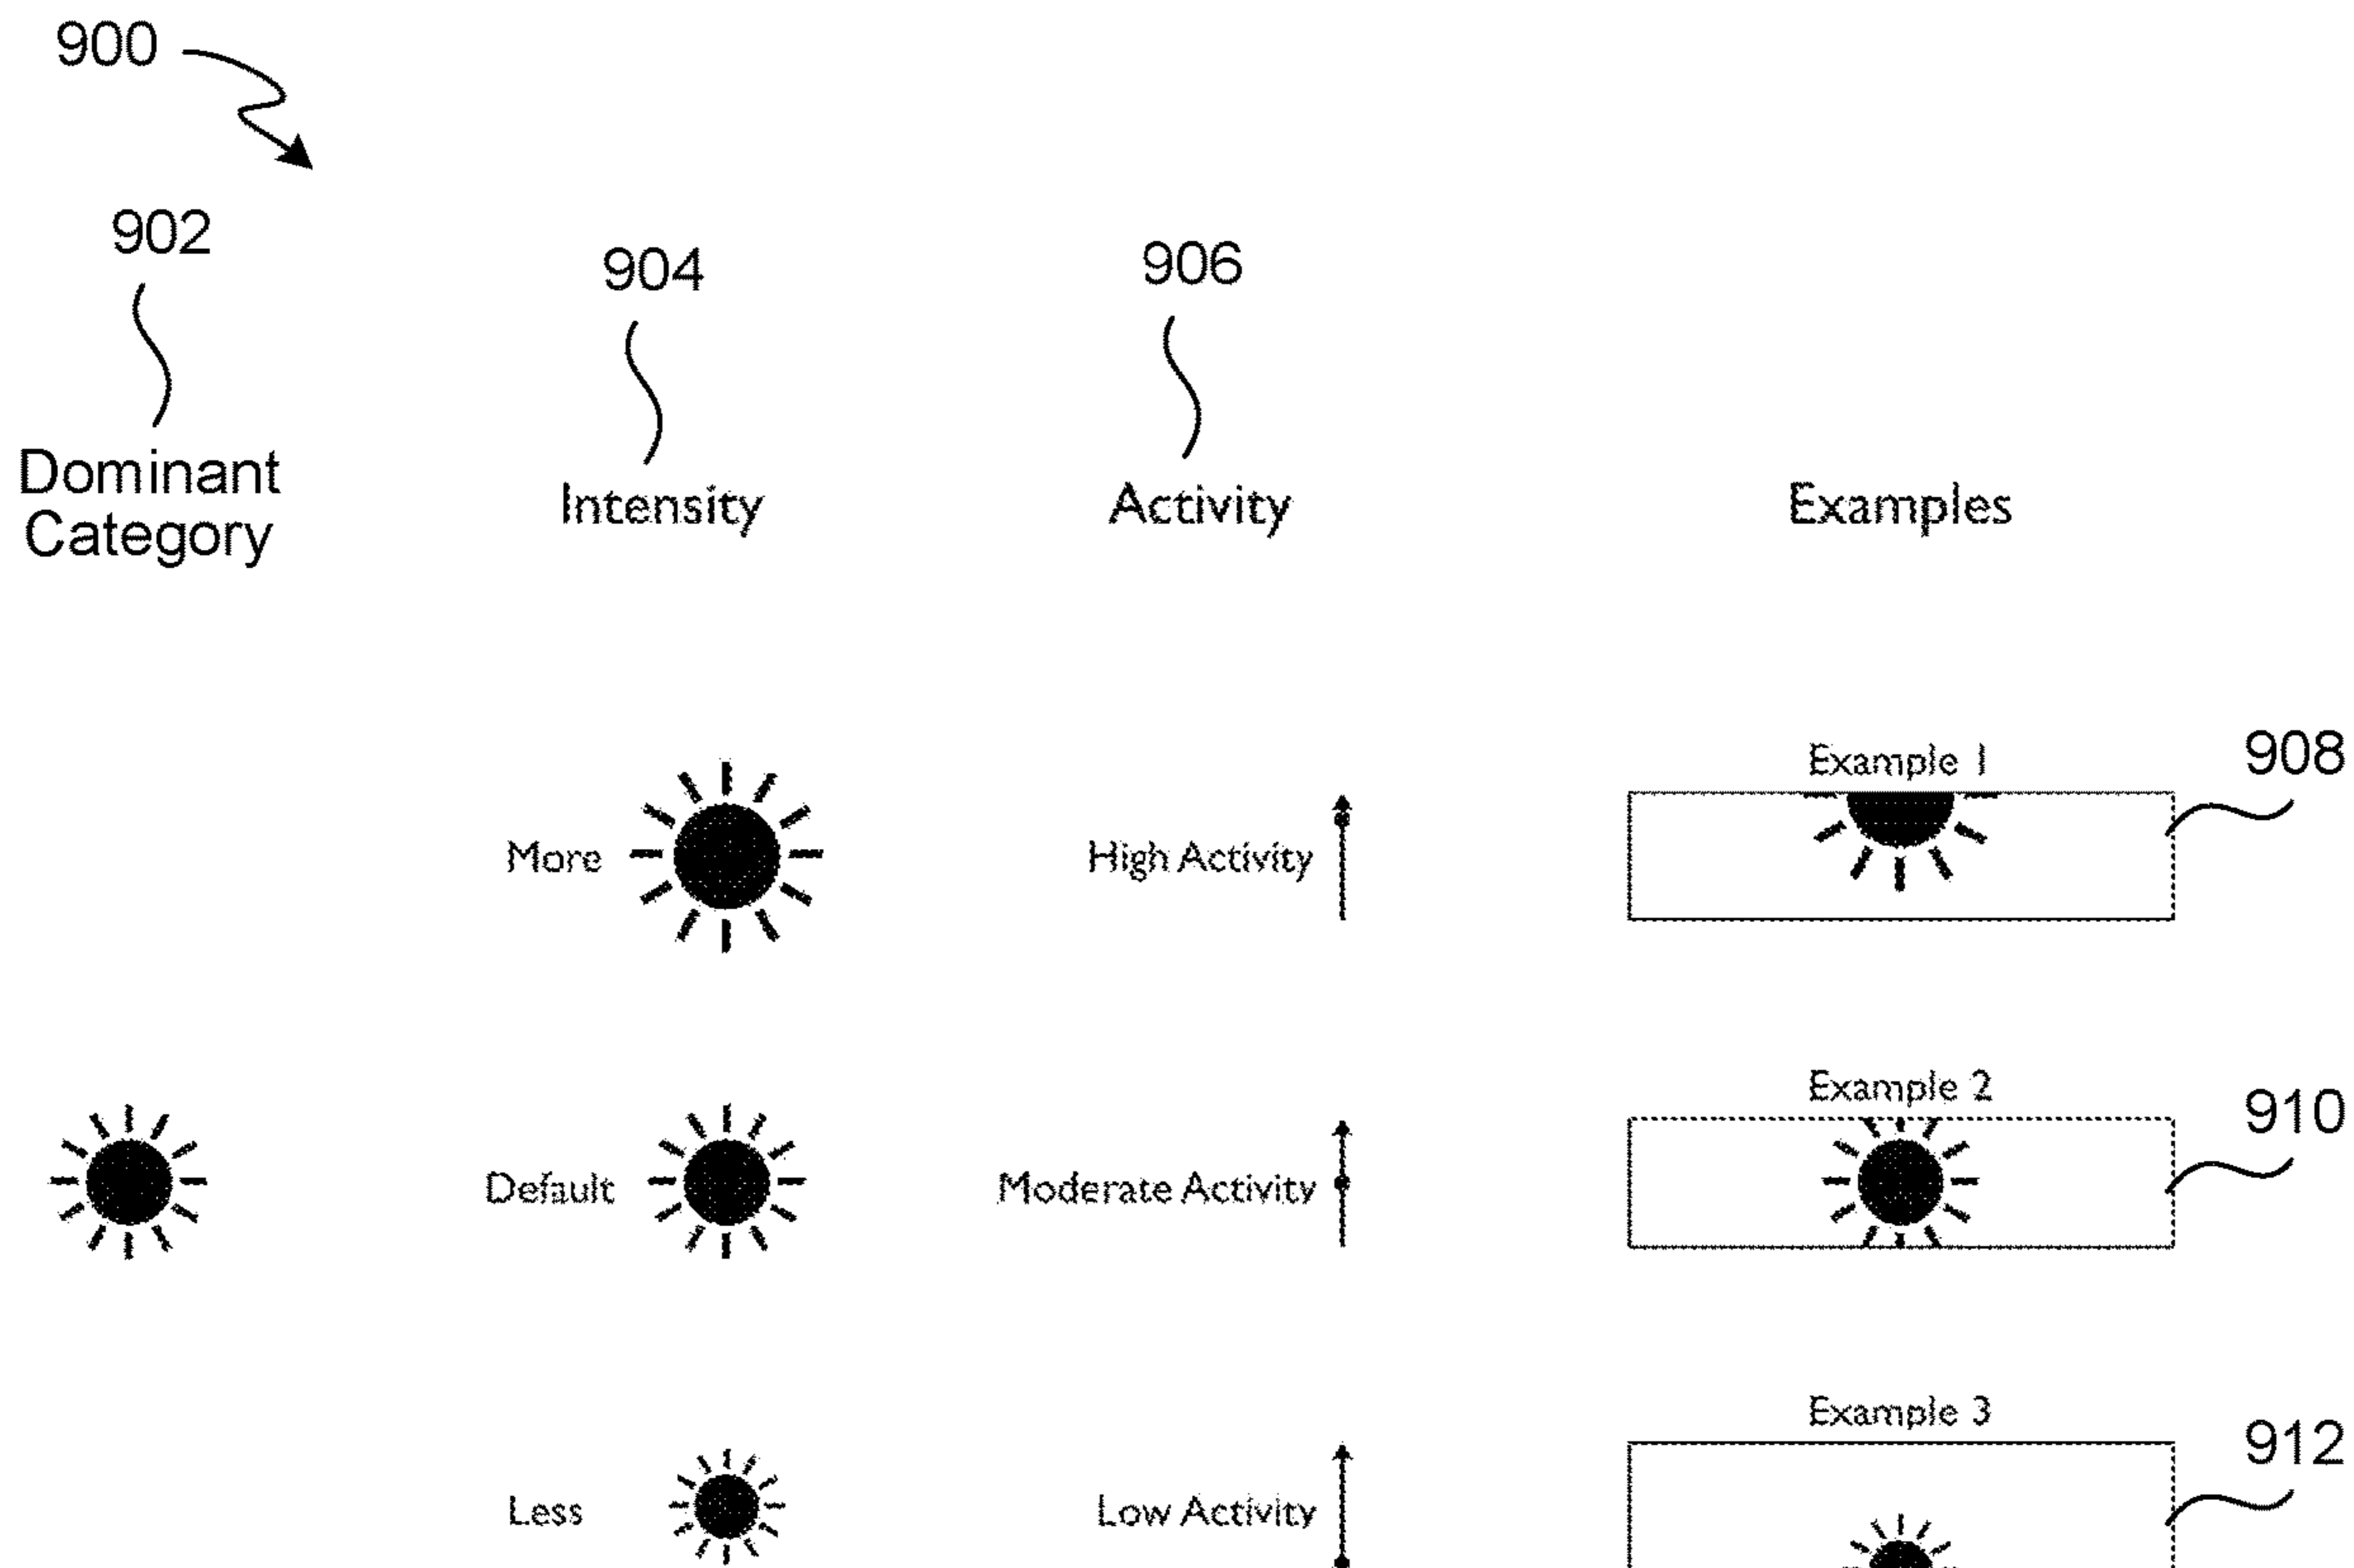 900
902
904
906
Dominant
Category
Intensity
Activity
Examples
More
High Activity
Example 1
908
Default
Moderate Activity
Example 2
910
Less
Low Activity
Example 3
912